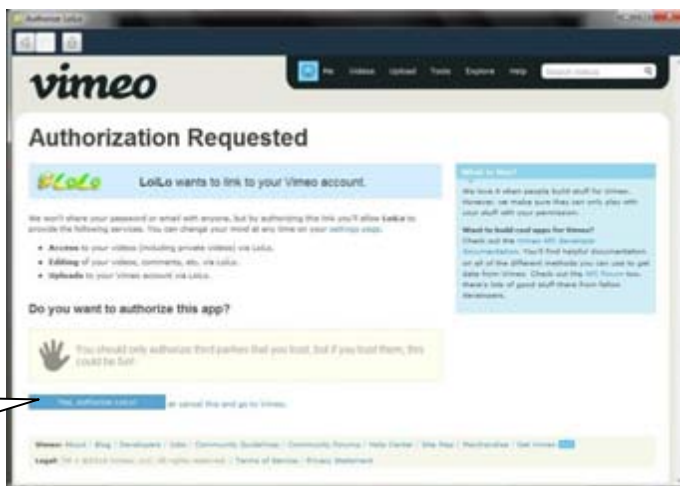 Authorize LoiLo
vimeo
Me Videos Upload Tools Explore Help
Authorization Requested
LoiLo
LoiLo wants to link to your Vimeo account.
We won't share your password or email with anyone, but by authorizing this link you'll allow LoiLo to
provide the following services. You can change your mind at any time on your settings page.
• Access to your videos (including private videos) via LoiLo.
• Editing of your videos, comments, etc. via LoiLo.
• Uploads to your Vimeo account via LoiLo.
Do you want to authorize this app?
You should only authorize third parties that you trust, but if you trust them, this
could be fun!
Yes, authorize LoiLo!
or cancel this and go to Vimeo.
What is this?
We love it when people build stuff for Vimeo.
However, we make sure they can only play with
your stuff with your permission.
Want to build cool apps for Vimeo?
Check out the Vimeo API Developer
Documentation. You'll find helpful documentation
on all of the different methods you can use to get
data from Vimeo. Check out the API Forum too,
there's lots of good stuff there from fellow
developers.
Vimeo: About / Blog / Developers / Jobs / Community Guidelines / Community Forums / Help Center / Site Map / Merchandise / Get Vimeo
Legal: Vimeo, LLC. All rights reserved. / Terms of Service / Privacy Statement